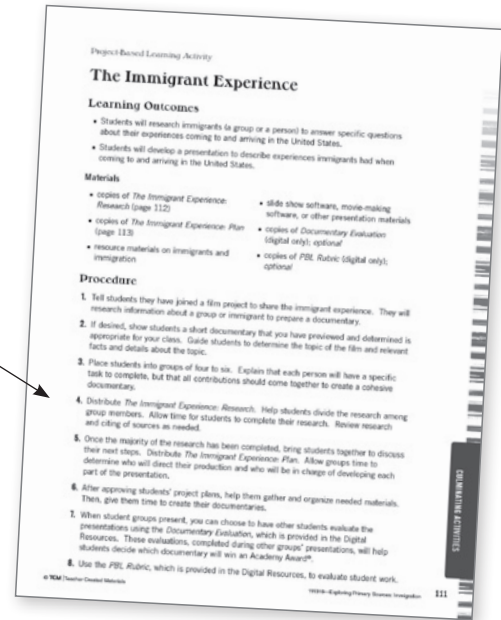 Project-Based Learning Activity
The Immigrant Experience
Learning Outcomes
• Students will research immigrants (a group or a person) to answer specific questions
about their experiences coming to and arriving in the United States.
• Students will develop a presentation to describe experiences immigrants had when
coming to and arriving in the United States.
Materials
• copies of The Immigrant Experience:
Research (page 112)
• copies of The Immigrant Experience: Plan
(page 113)
• resource materials on immigrants and
immigration
• slide show software, movie-making
software, or other presentation materials
• copies of Documentary Evaluation
(digital only); optional
• copies of PBL Rubric (digital only);
optional
Procedure
1. Tell students they have joined a film project to share the immigrant experience. They will
research information about a group or immigrant to prepare a documentary.
2. If desired, show students a short documentary that you have previewed and determined is
appropriate for your class. Guide students to determine the topic of the film and relevant
facts and details about the topic.
3. Place students into groups of four to six. Explain that each person will have a specific
task to complete, but that all contributions should come together to create a cohesive
documentary.
4. Distribute The Immigrant Experience: Research. Help students divide the research among
group members. Allow time for students to complete their research. Review research
and citing of sources as needed.
5. Once the majority of the research has been completed, bring students together to discuss
their next steps. Distribute The Immigrant Experience: Plan. Allow groups time to
determine who will direct their production and who will be in charge of developing each
part of the presentation.
6. After approving students' project plans, help them gather and organize needed materials.
Then, give them time to create their documentaries.
7. When student groups present, you can choose to have other students evaluate the
presentations using the Documentary Evaluation, which is provided in the Digital
Resources. These evaluations, completed during other groups' presentations, will help
students decide which documentary will win an Academy Award®.
8. Use the PBL Rubric, which is provided in the Digital Resources, to evaluate student work.
CULMINATING ACTIVITIES
© TCM | Teacher Created Materials
Exploring Primary Sources: Immigration
111